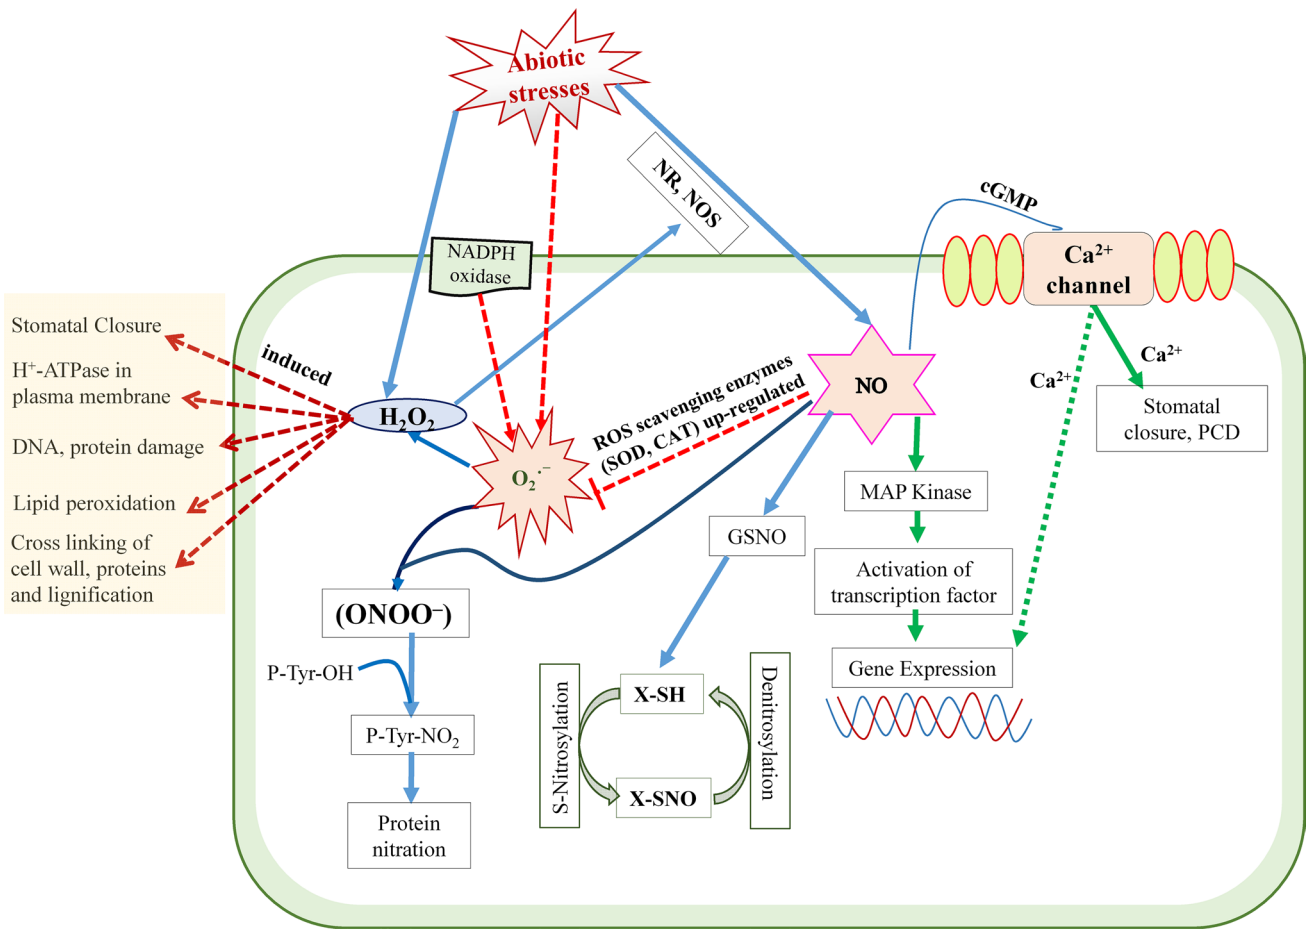 Abiotic
stresses
NR, NOS
cGMP
NADPH
oxidase
Ca²⁺
channel
Stomatal Closure
H⁺-ATPase in
plasma membrane
DNA, protein damage
Lipid peroxidation
Cross linking of
cell wall, proteins
and lignification
induced
H₂O₂
O₂·⁻
ROS scavenging enzymes
(SOD, CAT) up-regulated
NO
Ca²⁺
Ca²⁺
Stomatal
closure, PCD
MAP Kinase
GSNO
Activation of
transcription factor
Gene Expression
(ONOO⁻)
P-Tyr-OH
P-Tyr-NO₂
Protein
nitration
S-Nitrosylation
X-SH
X-SNO
Denitrosylation